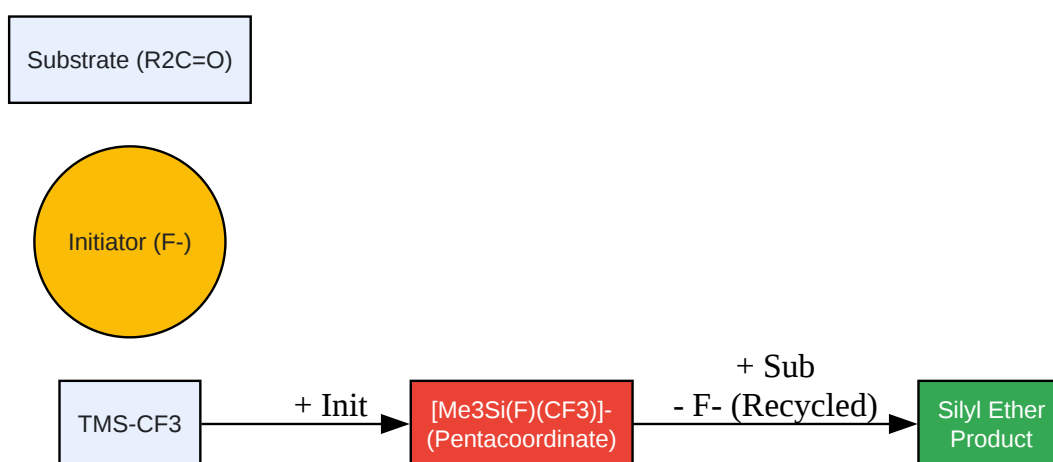 Substrate (R2C=O)
Initiator (F-)
TMS-CF3
+ Init
[Me3Si(F)(CF3)]-
(Pentacoordinate)
+ Sub
- F- (Recycled)
Silyl Ether
Product